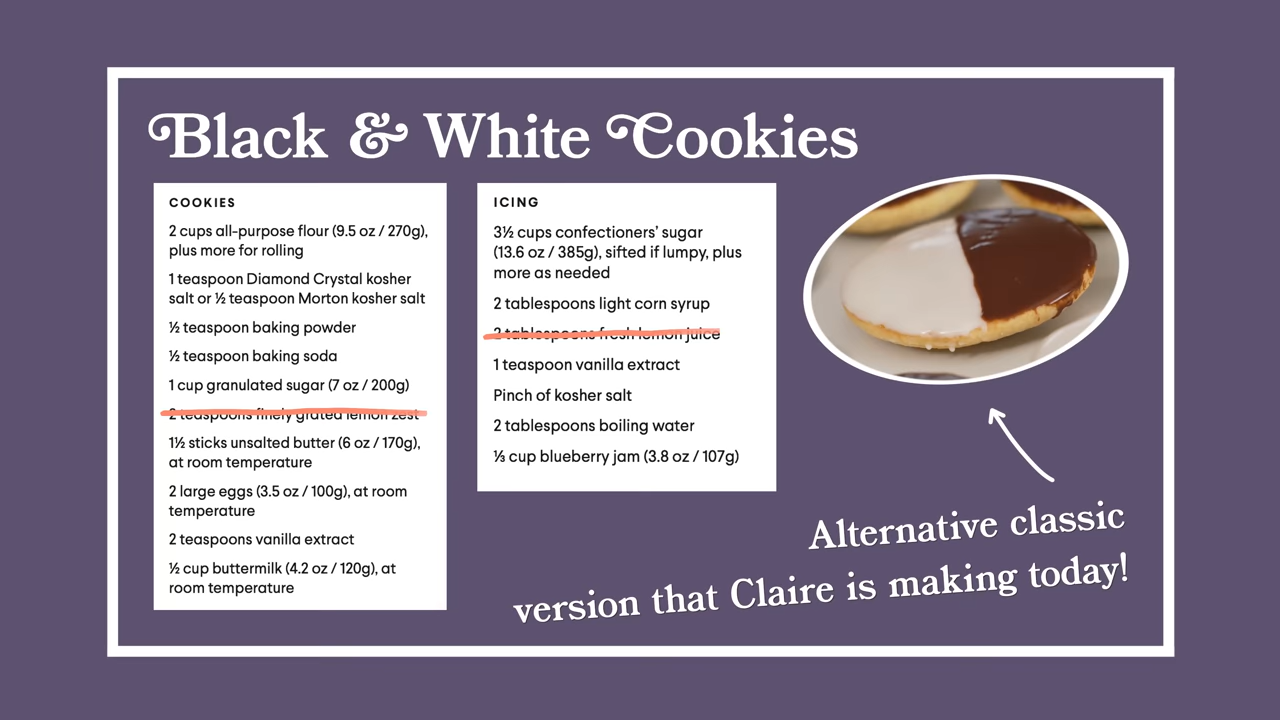 Black & White Cookies
COOKIES
2 cups all-purpose flour (9.5 oz / 270g),
plus more for rolling
1 teaspoon Diamond Crystal kosher
salt or ½ teaspoon Morton kosher salt
½ teaspoon baking powder
½ teaspoon baking soda
1 cup granulated sugar (7 oz / 200g)
2 teaspoons finely grated lemon zest
1½ sticks unsalted butter (6 oz / 170g),
at room temperature
2 large eggs (3.5 oz / 100g), at room
temperature
2 teaspoons vanilla extract
½ cup buttermilk (4.2 oz / 120g), at
room temperature
ICING
3½ cups confectioners’ sugar
(13.6 oz / 385g), sifted if lumpy, plus
more as needed
2 tablespoons light corn syrup
2 tablespoons fresh lemon juice
1 teaspoon vanilla extract
Pinch of kosher salt
2 tablespoons boiling water
⅓ cup blueberry jam (3.8 oz / 107g)
Alternative classic
version that Claire is making today!